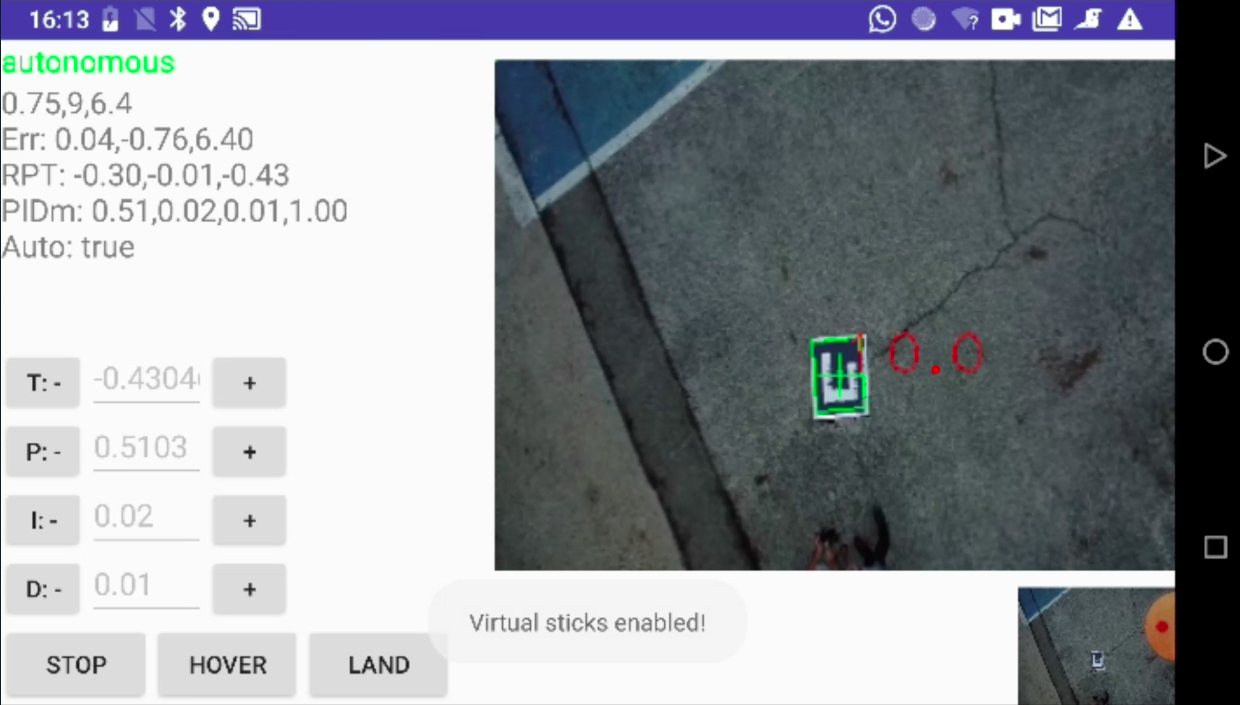 16:13
autonomous
0.75,9,6.4
Err: 0.04,-0.76,6.40
RPT: -0.30,-0.01,-0.43
PIDm: 0.51,0.02,0.01,1.00
Auto: true
0.0
T: - -0.4304 +
P: - 0.5103 +
I: - 0.02 +
D: - 0.01 +
Virtual sticks enabled!
STOP HOVER LAND